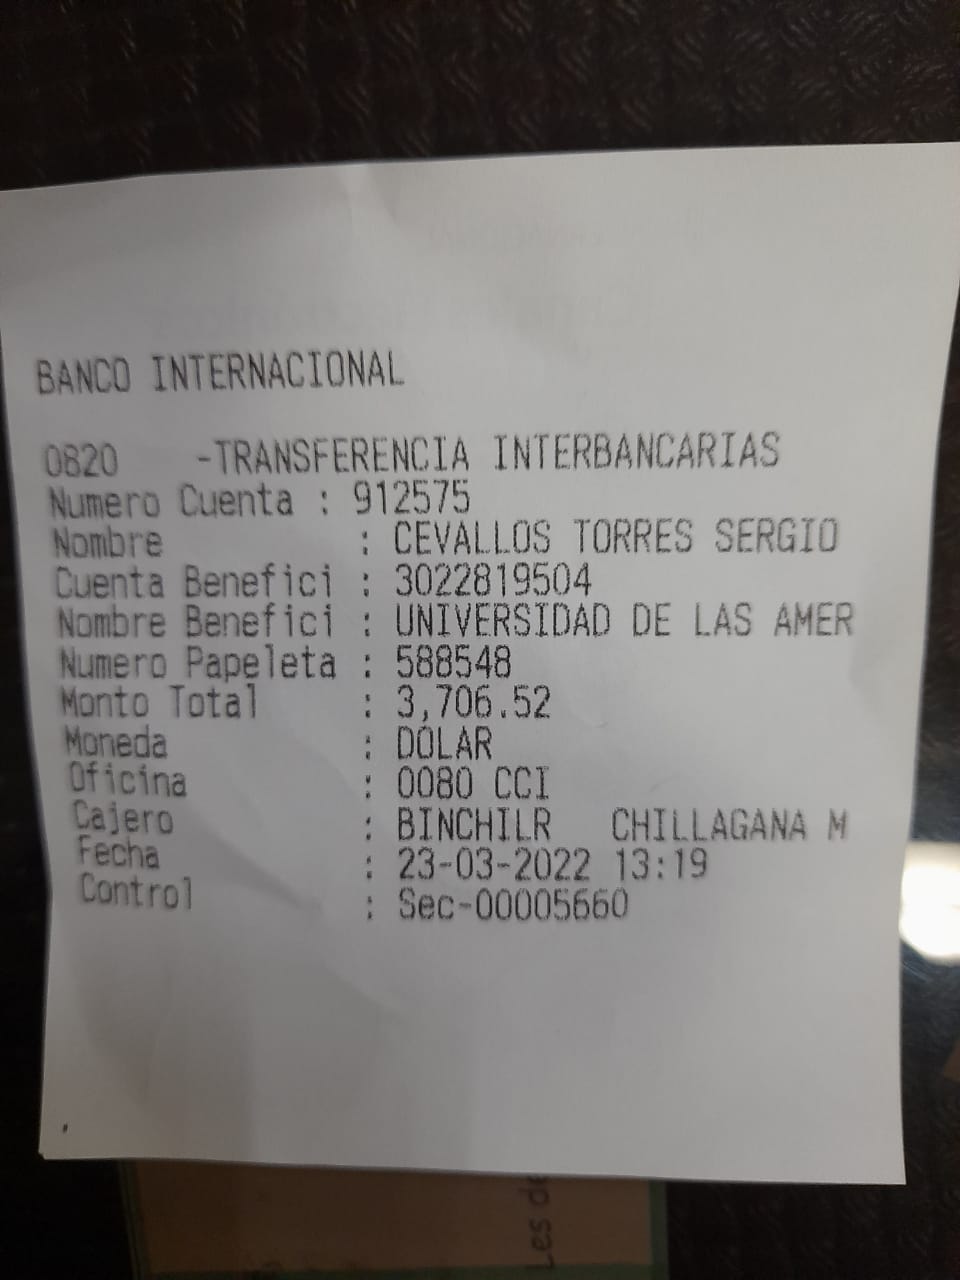 BANCO INTERNACIONAL
0820 -TRANSFERENCIA INTERBANCARIAS
Numero Cuenta : 912575
Nombre : CEVALLOS TORRES SERGIO
Cuenta Benefici : 3022819504
Nombre Benefici : UNIVERSIDAD DE LAS AMER
Numero Papeleta : 588548
Monto Total : 3,706.52
Moneda : DOLAR
Oficina : 0080 CCI
Cajero : BINCHILR CHILLAGANA M
Fecha : 23-03-2022 13:19
Control : Sec-00005660
Les de